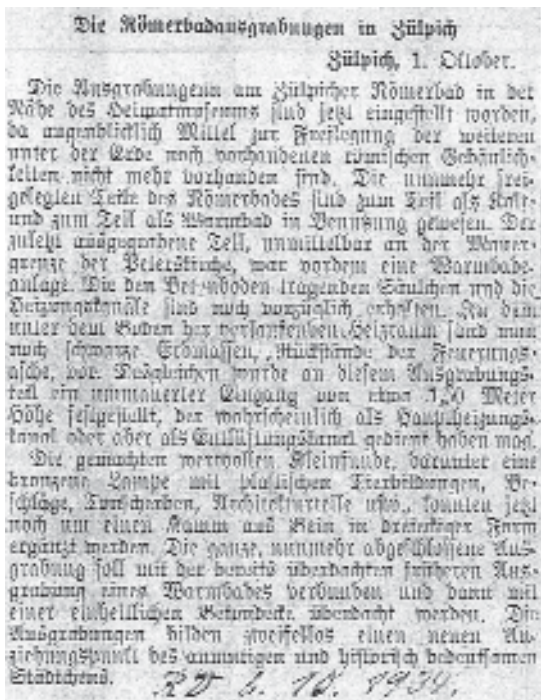 Die Römerbadausgrabungen in Zülpich
Zülpich, 1. Oktober.
Die Ausgrabungenn am Zülpicher Römerbad in der
Nähe des Heimatmuseums sind jetzt eingestellt worden,
da augenblicklich Mittel zur Freilegung der weiteren
unter der Erde noch vorhandenen römischen Gebäulich-
keiten nicht mehr vorhanden sind. Die nunmehr frei-
gelegten Teile des Römerbades sind zum Teil als Kalt-
und zum Teil als Warmbad in Benutzung gewesen. Der
zuletzt ausgegrabene Teil, unmittelbar an der Mauer-
grenze der Peterskirche, war vordem eine Warmbade-
anlage. Die den Betonboden tragenden Säulchen und die
Heizungskanäle sind noch vorzüglich erhalten. In dem
unter dem Boden her verlaufenden Heizraum fand man
noch schwarze Erdmassen, Rückstände der Feuerungs-
asche, vor. Desgleichen wurde an diesem Ausgrabungs-
teil ein ummauerter Eingang von etwa 1,50 Meter
Höhe festgestellt, der wahrscheinlich als Hauptheizungs-
kanal oder aber als Entlüftungskanal gedient haben mag.
Die gemachten wertvollen Kleinfunde, darunter eine
bronzene Lampe mit plastischen Tierbildungen, Be-
schläge, Tonscherben, Architekturteile usw., konnten jetzt
noch um einen Kamm aus Bein in dreieckiger Form
ergänzt werden. Die ganze, nunmehr abgeschlossene Aus-
grabung soll mit der bereits überdachten früheren Aus-
grabung eines Warmbades verbunden und dann mit
einer einheitlichen Betondecke überdacht werden. Die
Ausgrabungen bilden zweifellos einen neuen An-
ziehungspunkt des anmutigen und historisch bedeutsamen
Städtchens. 10. 1934